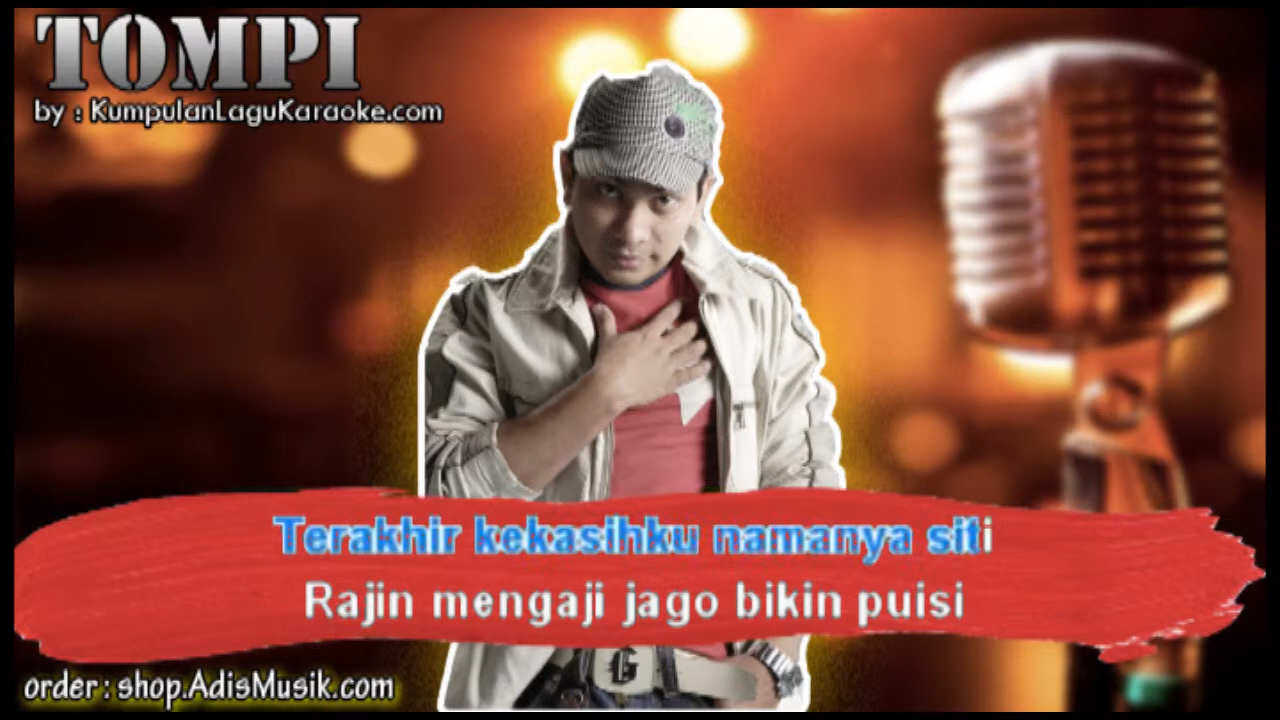 TOMPI
by : KumpulanLaguKaraoke.com
Terakhir kekasihku namanya siti
Rajin mengaji jago bikin puisi
G
order : shop.AdisMusik.com